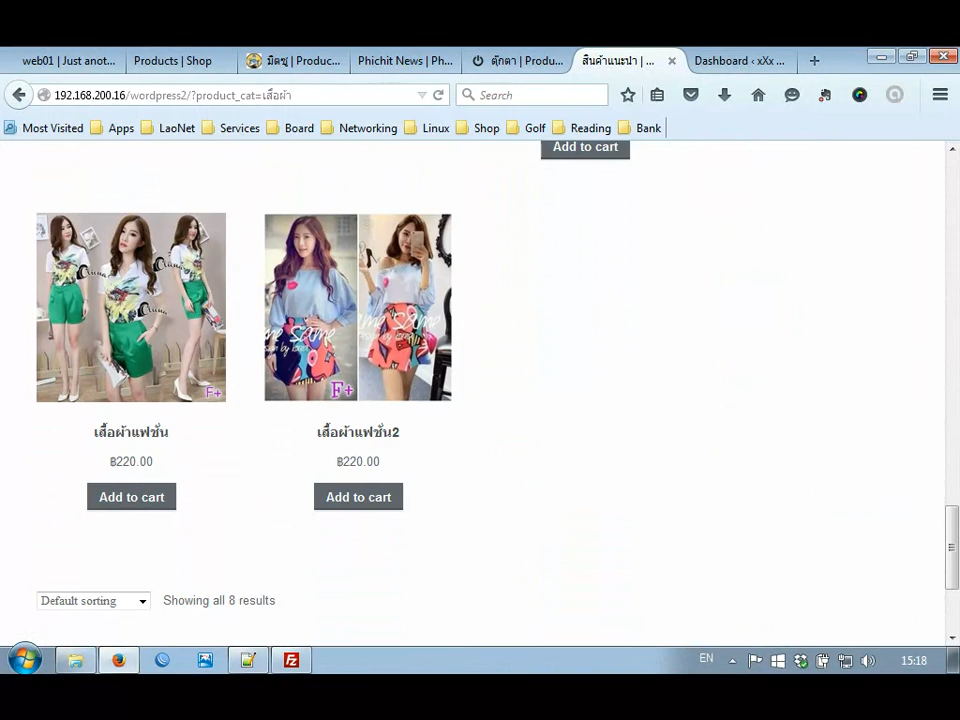 web01 | Just anot...
Products | Shop
มิตซู | Produc...
Phichit News | Ph...
ตุ๊กตา | Produ...
สินค้าแนะนำ | ...
Dashboard ‹ xXx ...
192.168.200.16/wordpress2/?product_cat=เสื้อผ้า
Search
Most Visited
Apps
LaoNet
Services
Board
Networking
Linux
Shop
Golf
Reading
Bank
Add to cart
F+
me same
F+
เสื้อผ้าแฟชั่น
฿220.00
Add to cart
เสื้อผ้าแฟชั่น2
฿220.00
Add to cart
Default sorting
Showing all 8 results
EN
15:18